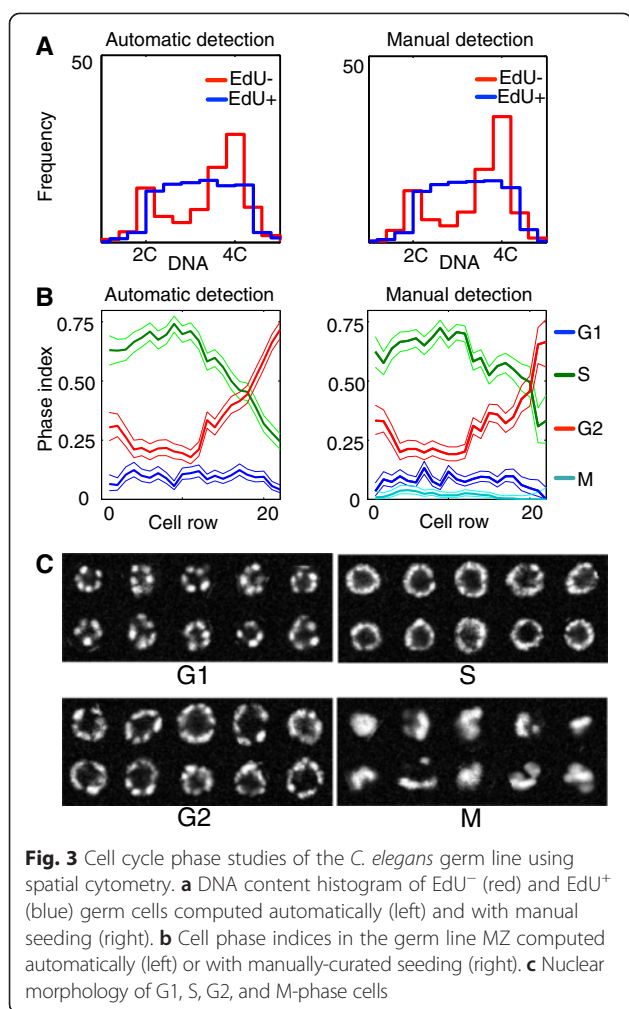 A
Automatic detection
Manual detection
50
EdU-
EdU+
Frequency
2C
4C
DNA
50
EdU-
EdU+
2C
4C
DNA
B
Automatic detection
Manual detection
0.75
0.50
0.25
0
Phase index
0
20
Cell row
0.75
0.50
0.25
0
0
20
Cell row
G1
S
G2
M
C
G1
S
G2
M
Fig. 3 Cell cycle phase studies of the C. elegans germ line using
spatial cytometry. a DNA content histogram of EdU⁻ (red) and EdU⁺
(blue) germ cells computed automatically (left) and with manual
seeding (right). b Cell phase indices in the germ line MZ computed
automatically (left) or with manually-curated seeding (right). c Nuclear
morphology of G1, S, G2, and M-phase cells